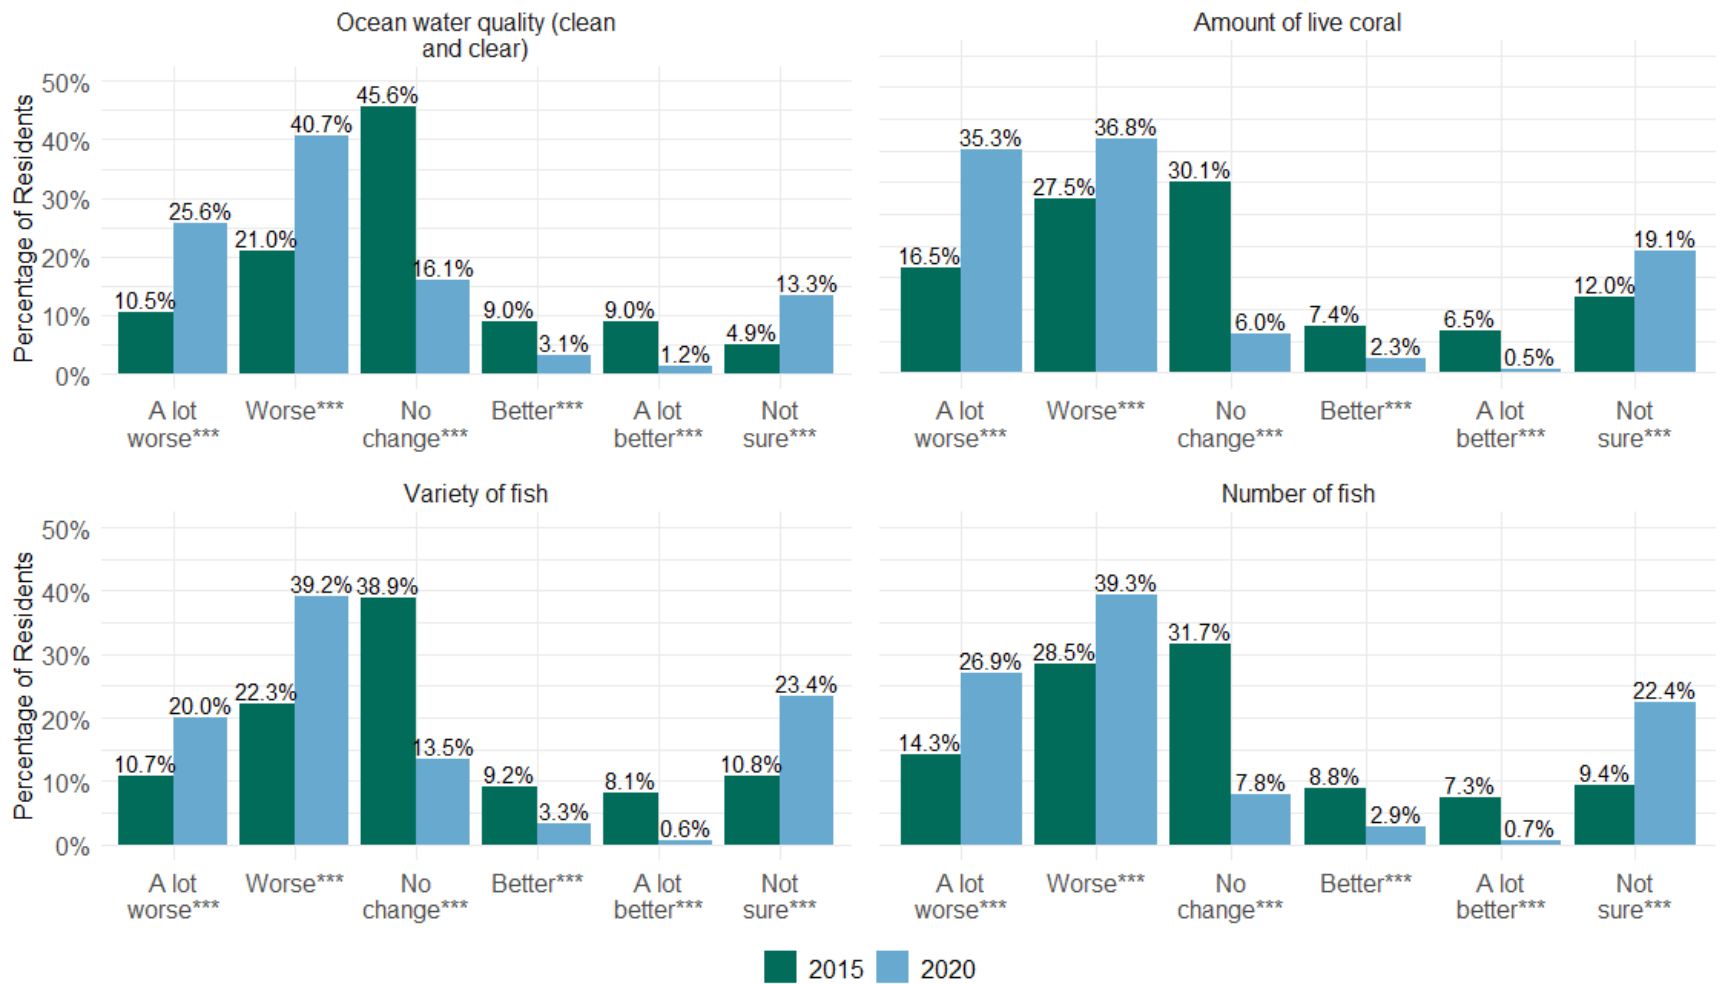 Ocean water quality (clean
and clear)
Percentage of Residents
50%
40%
30%
20%
10%
0%
10.5%
25.6%
21.0%
40.7%
45.6%
16.1%
9.0%
3.1%
9.0%
1.2%
4.9%
13.3%
A lot
worse***
Worse***
No
change***
Better***
A lot
better***
Not
sure***
Amount of live coral
16.5%
35.3%
27.5%
36.8%
30.1%
6.0%
7.4%
2.3%
6.5%
0.5%
12.0%
19.1%
A lot
worse***
Worse***
No
change***
Better***
A lot
better***
Not
sure***
Variety of fish
Percentage of Residents
50%
40%
30%
20%
10%
0%
10.7%
20.0%
22.3%
39.2%
38.9%
13.5%
9.2%
3.3%
8.1%
0.6%
10.8%
23.4%
A lot
worse***
Worse***
No
change***
Better***
A lot
better***
Not
sure***
Number of fish
14.3%
26.9%
28.5%
39.3%
31.7%
7.8%
8.8%
2.9%
7.3%
0.7%
9.4%
22.4%
A lot
worse***
Worse***
No
change***
Better***
A lot
better***
Not
sure***
2015
2020